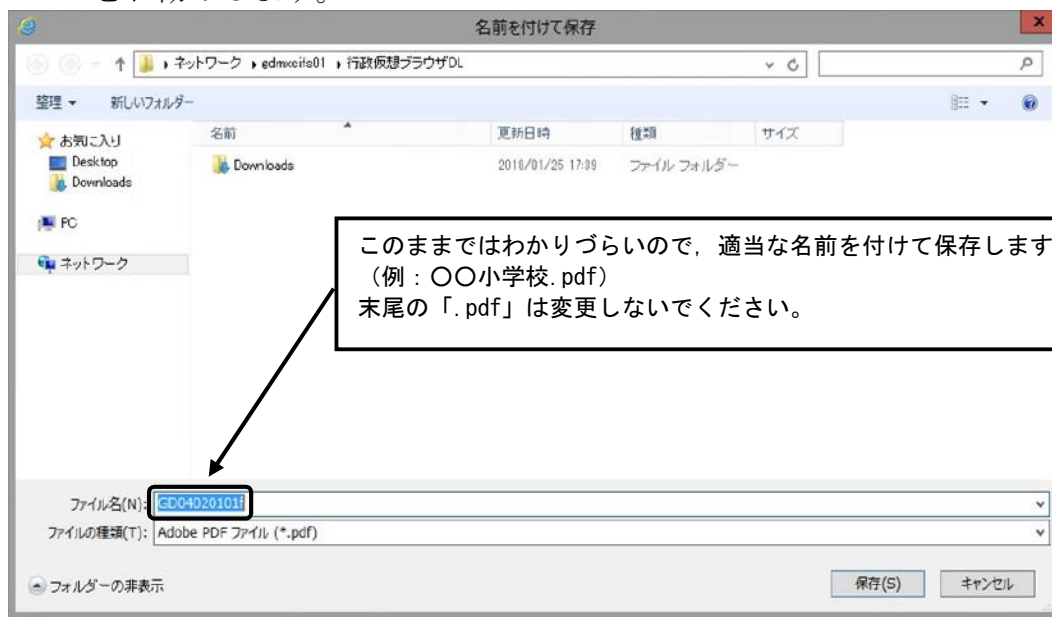 名前を付けて保存
x
ネットワーク ▸ edmxcifs01 ▸ 行政仮想ブラウザDL
整理 ▾ 新しいフォルダー
名前 更新日時 種類 サイズ
お気に入り
Desktop
Downloads
PC
ネットワーク
Downloads 2018/01/25 17:39 ファイル フォルダー
このままではわかりづらいので,適当な名前を付けて保存します
(例:〇〇小学校.pdf)
末尾の「.pdf」は変更しないでください。
ファイル名(N): GD04020101f
ファイルの種類(T): Adobe PDF ファイル (*.pdf)
フォルダーの非表示
保存(S) キャンセル